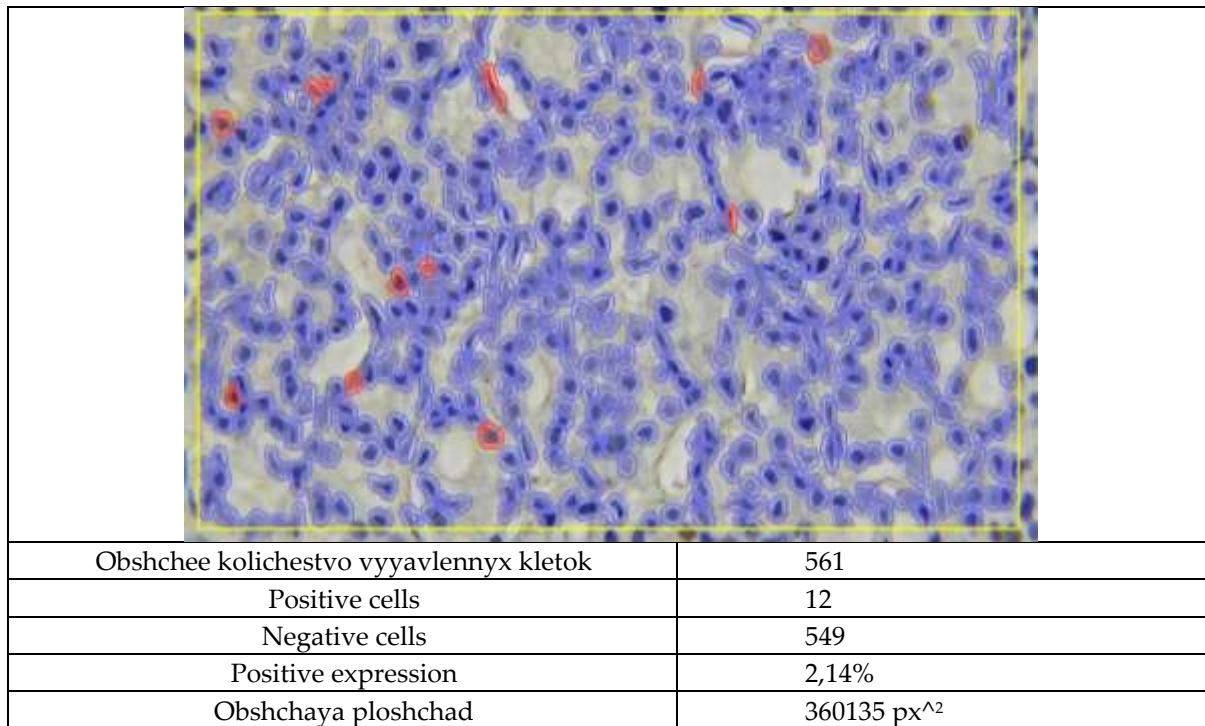 Obshchee kolichestvo vyyavlennyx kletok 561
Positive cells 12
Negative cells 549
Positive expression 2,14%
Obshchaya ploshchad 360135 px^²